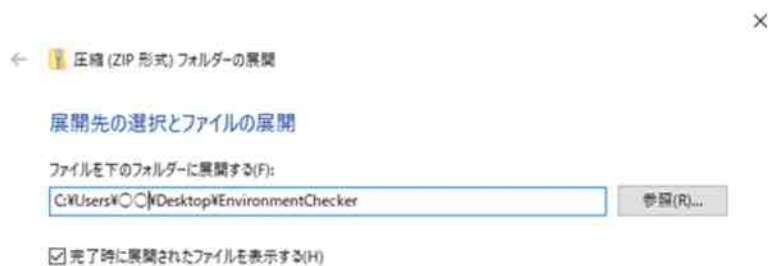 圧縮 (ZIP 形式) フォルダーの展開
展開先の選択とファイルの展開
ファイルを下のフォルダーに展開する(F):
C:¥Users¥〇〇¥Desktop¥EnvironmentChecker
参照(R)...
完了時に展開されたファイルを表示する(H)